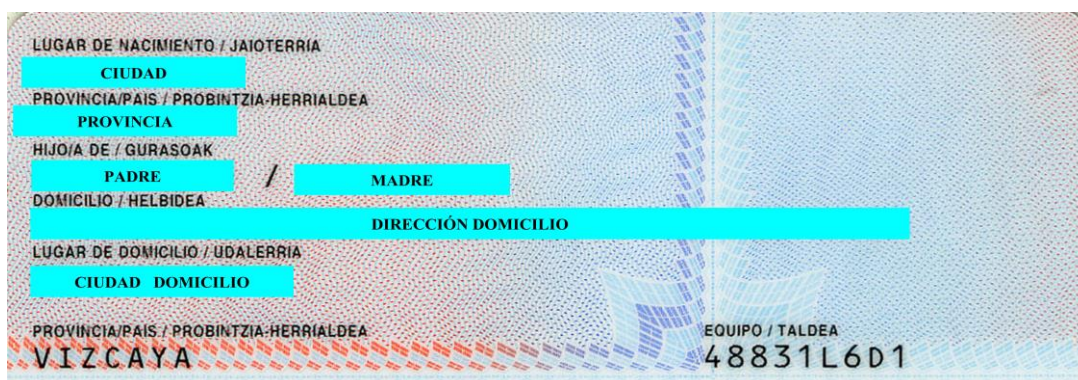 LUGAR DE NACIMIENTO / JAIOTERRIA
CIUDAD
PROVINCIA/PAIS / PROBINTZIA-HERRIALDEA
PROVINCIA
HIJO/A DE / GURASOAK
PADRE / MADRE
DOMICILIO / HELBIDEA
DIRECCIÓN DOMICILIO
LUGAR DE DOMICILIO / UDALERRIA
CIUDAD DOMICILIO
PROVINCIA/PAIS / PROBINTZIA-HERRIALDEA EQUIPO / TALDEA
VIZCAYA 48831L6D1